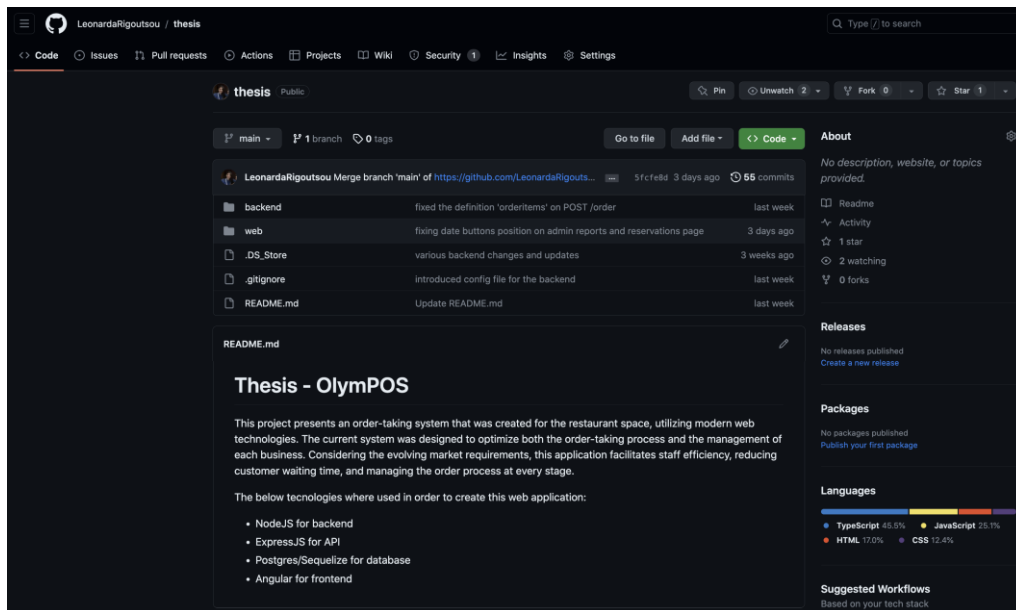 LeonardaRigoutsou / thesis
Type / to search
Code Issues Pull requests Actions Projects Wiki Security 1 Insights Settings
thesis Public
Pin Unwatch 2 Fork 0 Star 1
main 1 branch 0 tags Go to file Add file Code
LeonardaRigoutsou Merge branch 'main' of https://github.com/LeonardaRigouts... ... 5fcfe8d 3 days ago 55 commits
backend fixed the definition 'orderitems' on POST /order last week
web fixing date buttons position on admin reports and reservations page 3 days ago
.DS_Store various backend changes and updates 3 weeks ago
.gitignore introduced config file for the backend last week
README.md Update README.md last week
README.md
Thesis - OlymPOS
This project presents an order-taking system that was created for the restaurant space, utilizing modern web
technologies. The current system was designed to optimize both the order-taking process and the management of
each business. Considering the evolving market requirements, this application facilitates staff efficiency, reducing
customer waiting time, and managing the order process at every stage.
The below tecnologies where used in order to create this web application:
• NodeJS for backend
• ExpressJS for API
• Postgres/Sequelize for database
• Angular for frontend
About
No description, website, or topics
provided.
Readme
Activity
1 star
2 watching
0 forks
Releases
No releases published
Create a new release
Packages
No packages published
Publish your first package
Languages
TypeScript 45.5% JavaScript 25.1%
HTML 17.0% CSS 12.4%
Suggested Workflows
Based on your tech stack